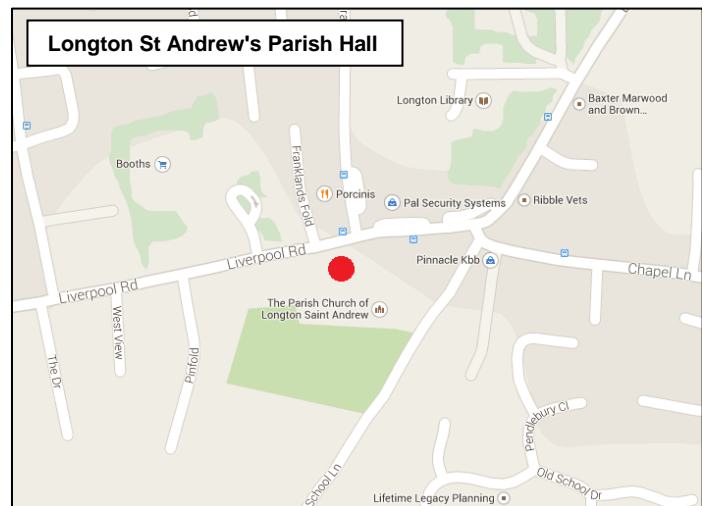 Longton St Andrew's Parish Hall
Longton Library
Baxter Marwood
and Brown...
Booths
Franklands Fold
Porcinis
Pal Security Systems
Ribble Vets
Liverpool Rd
Pinnacle Kbb
Chapel Ln
Liverpool Rd
The Parish Church of
Longton Saint Andrew
West View
The Dr
Pinfold
Pendlebury Cl
School Ln
Old School Dr
Lifetime Legacy Planning